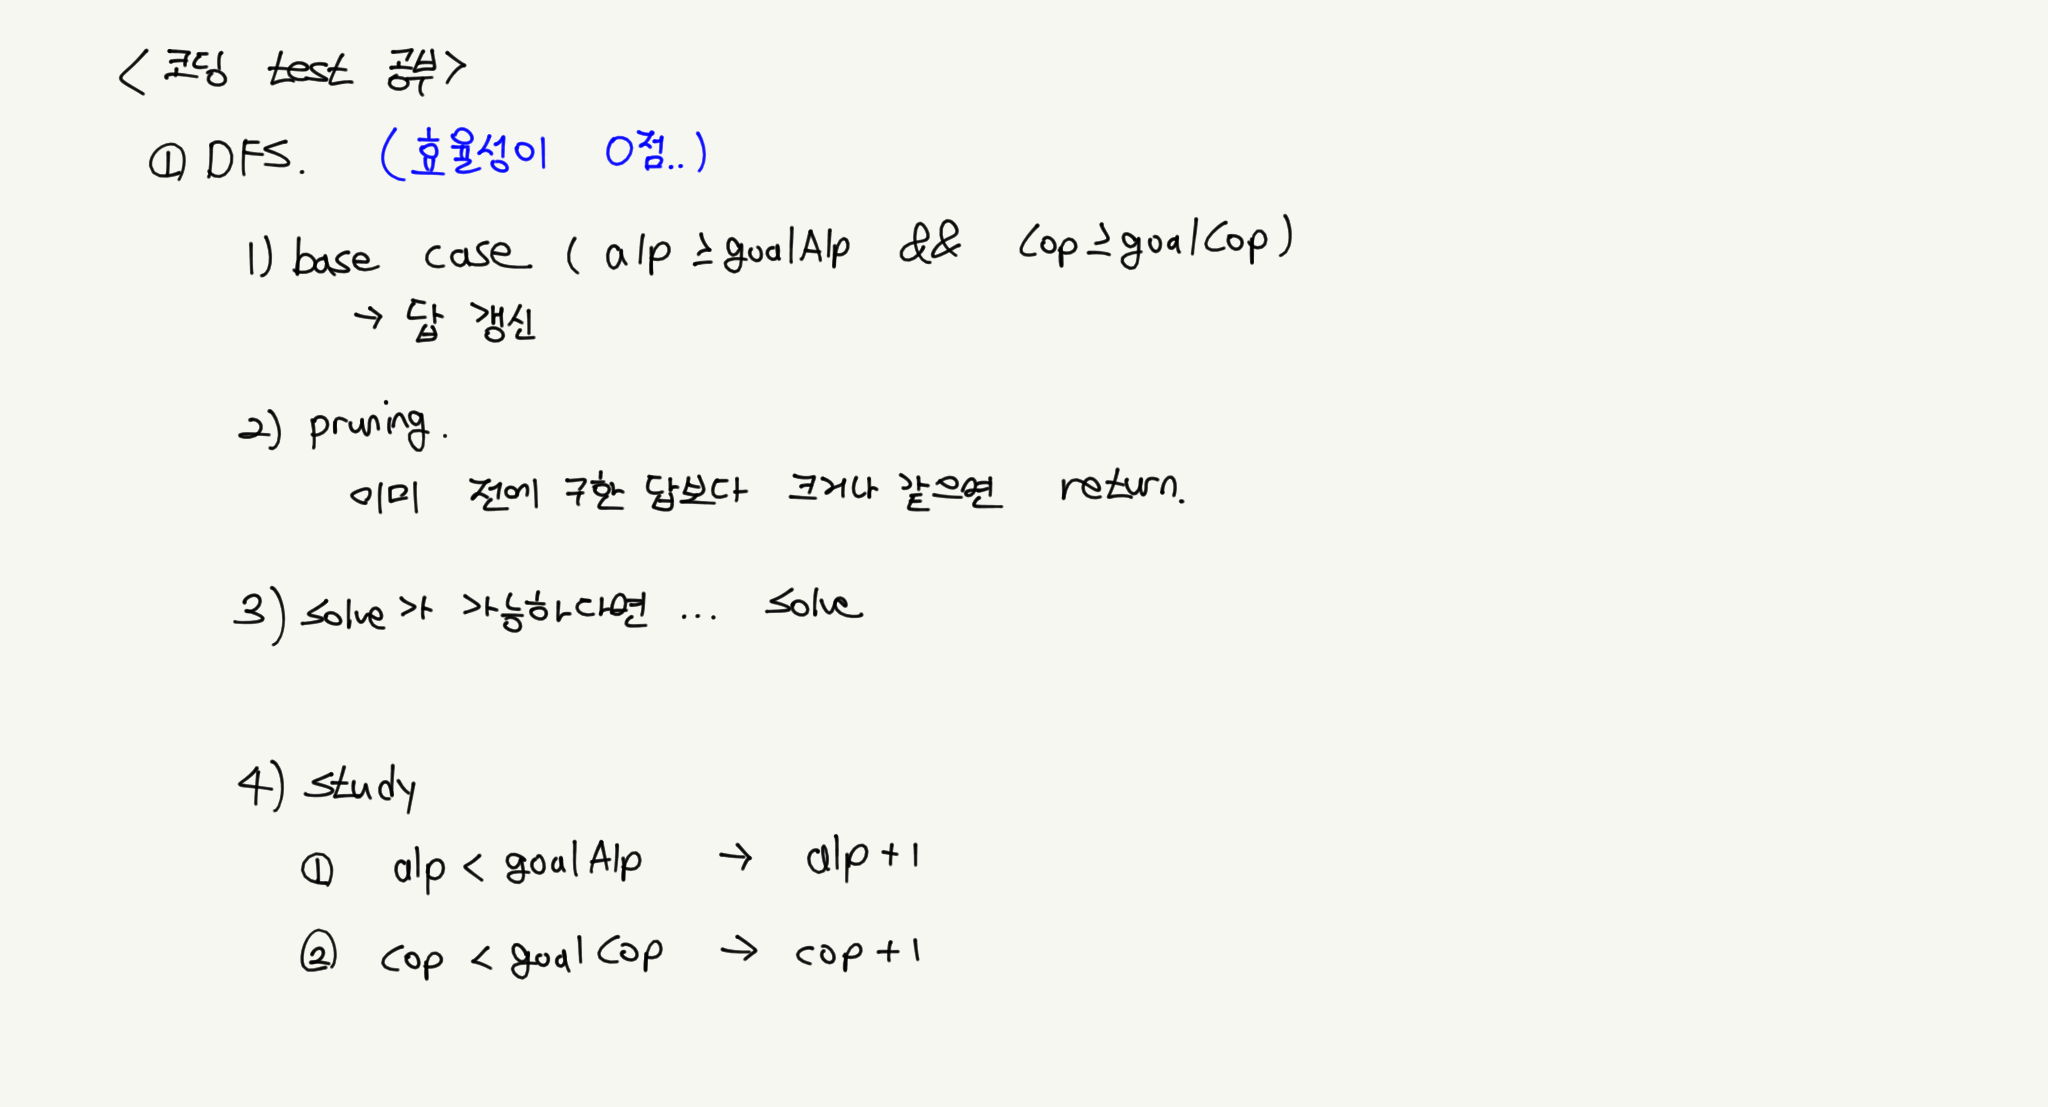 <코딩 test 공부>
① DFS. (효율성이 0점..)
1) base case ( alp ≥ goalAlp && cop ≥ goalCop )
→ 답 갱신
2) pruning.
이미 전에 구한 답보다 크거나 같으면 return.
3) solve가 가능하다면 ... solve
4) study
① alp < goalAlp → alp+1
② cop < goalCop → cop+1